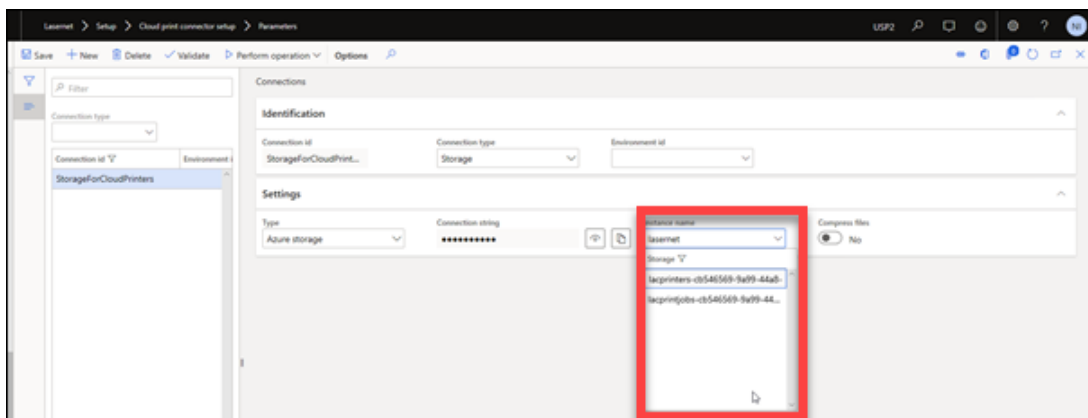 Lasernet > Setup > Cloud print connector setup > Parameters
USP2
?
NI
Save + New Delete Validate Perform operation Options
0
Filter
Connection type
Connection id
Environment i
StorageForCloudPrinters
Connections
Identification
Connection id
Connection type
Environment id
StorageForCloudPrint...
Storage
Settings
Type
Connection string
Instance name
Compress files
Azure storage
••••••••••
lasernet
No
Storage
lacprinters-cb546569-9a99-44a8-
lacprintjobs-cb546569-9a99-44...